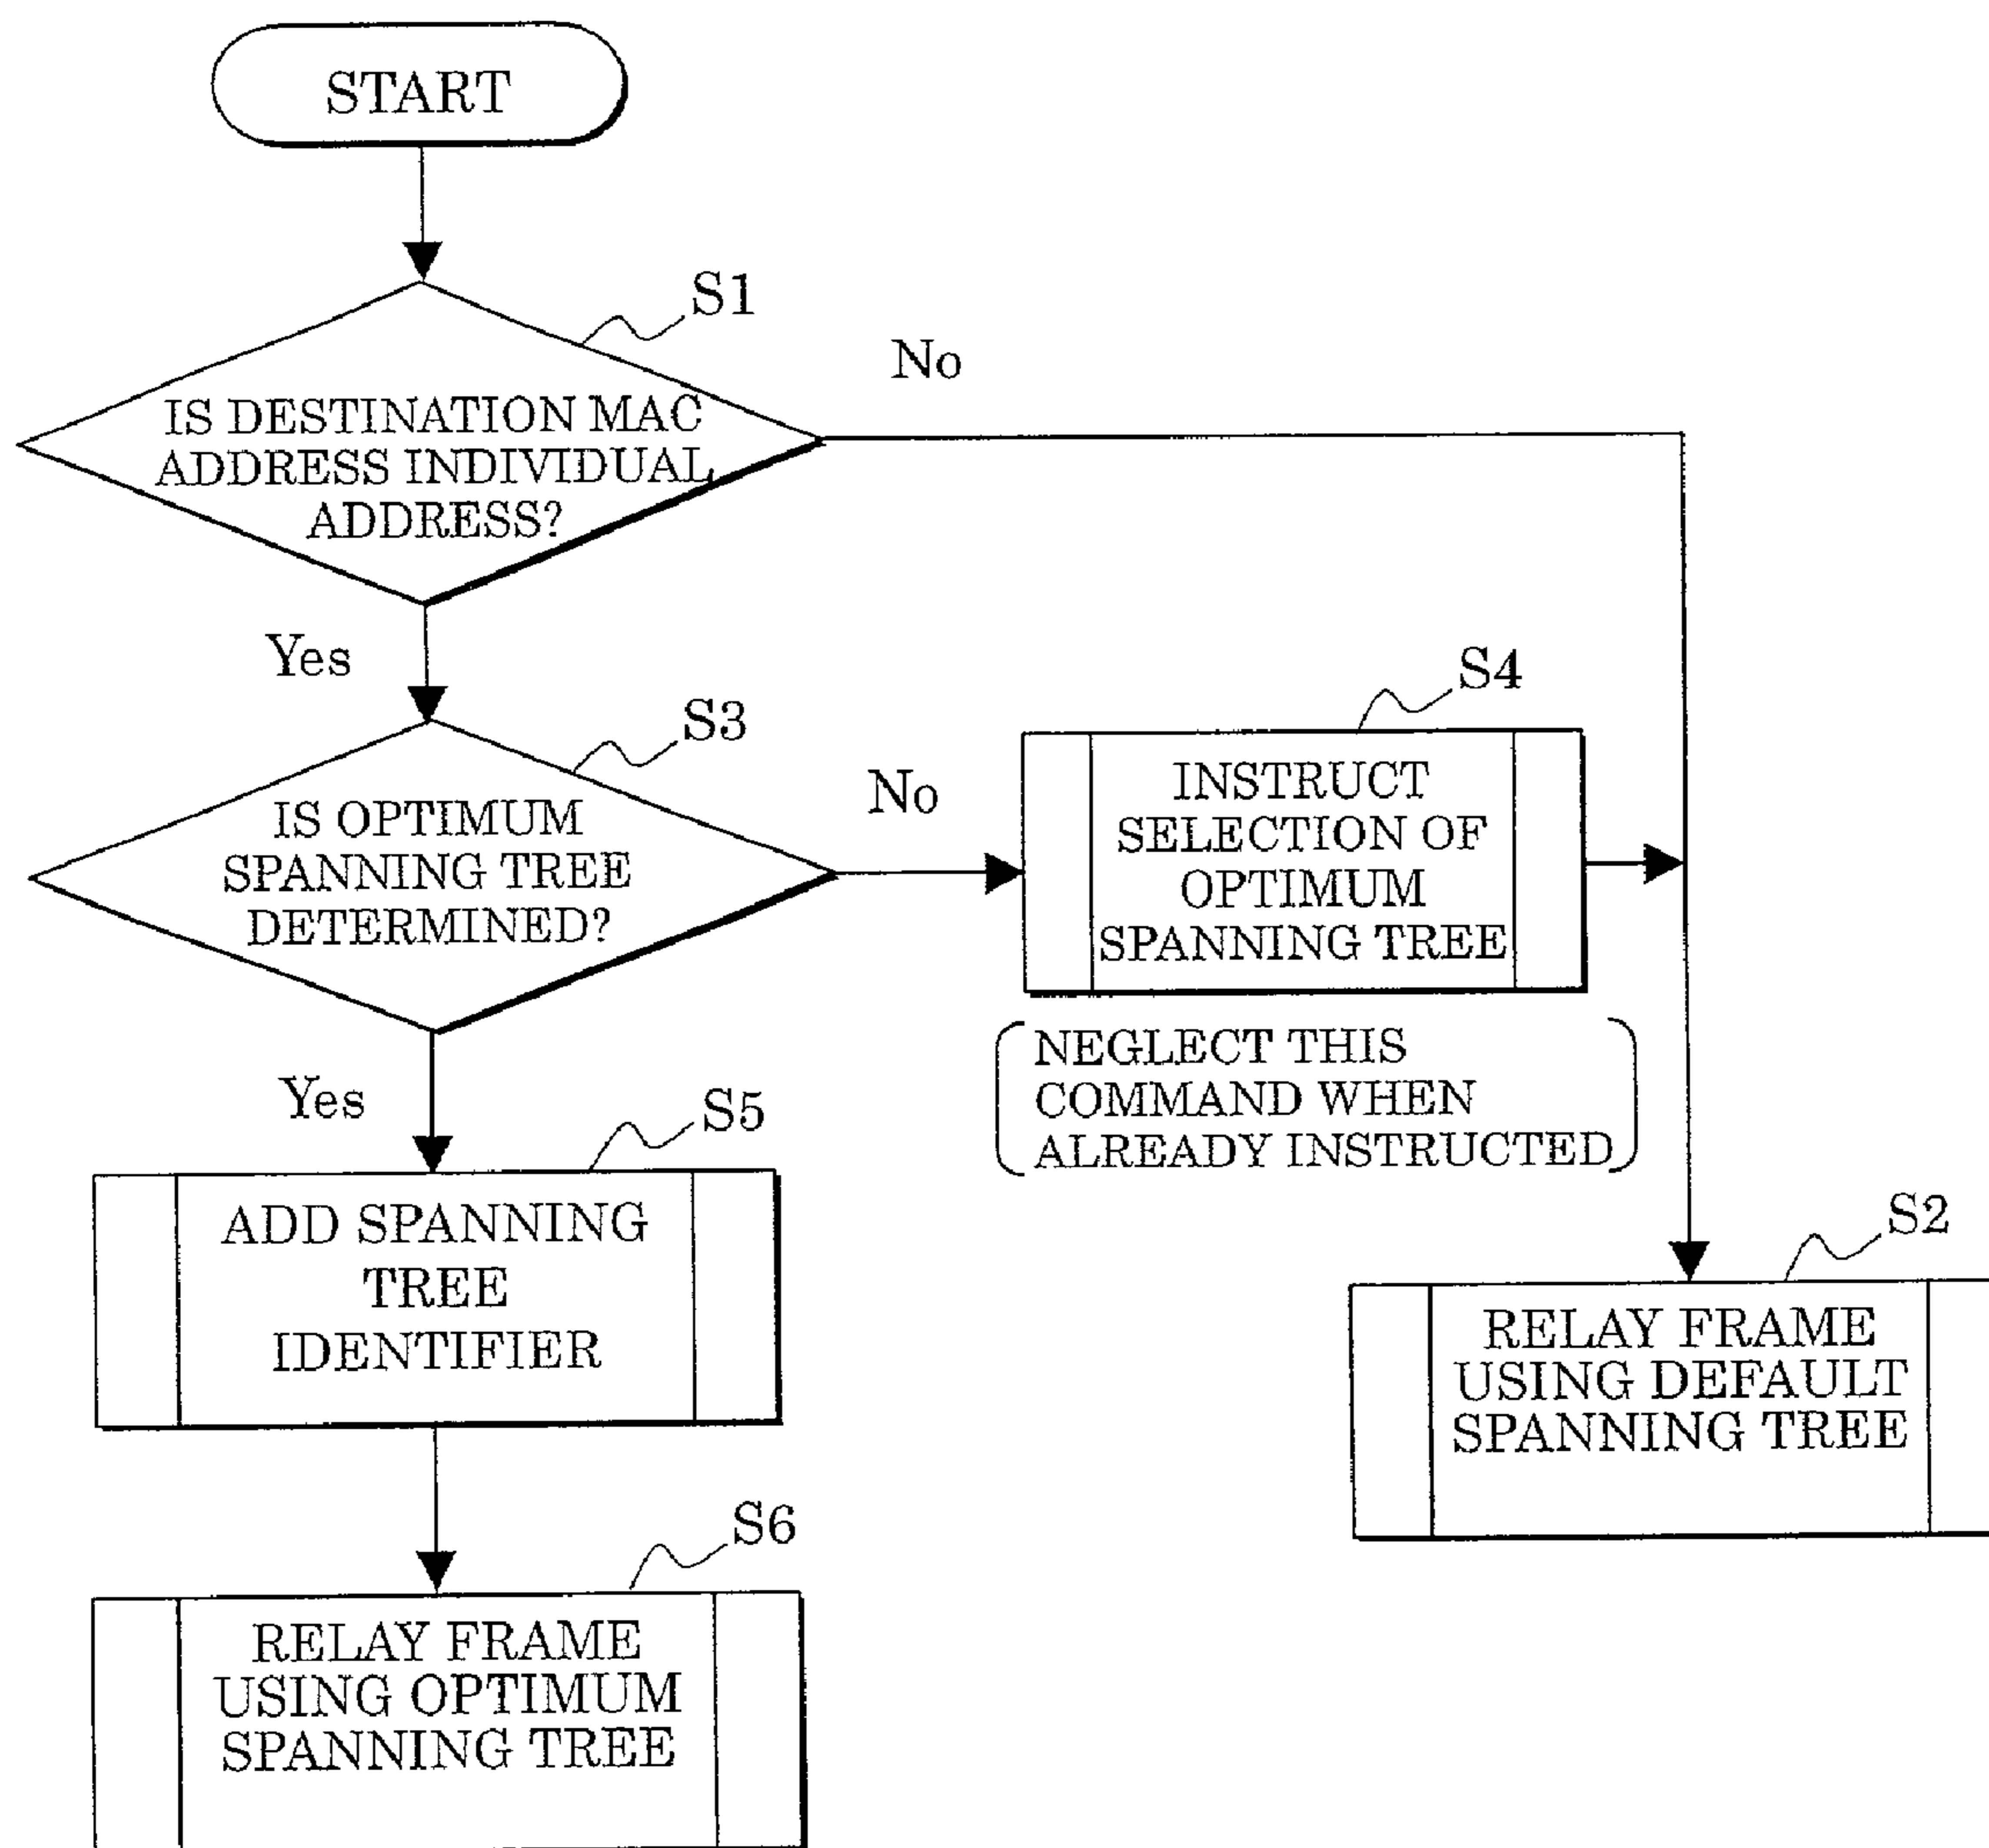 START
S1
No
IS DESTINATION MAC
ADDRESS INDIVIDUAL
ADDRESS?
Yes
S3
S4
No
IS OPTIMUM
SPANNING TREE
DETERMINED?
INSTRUCT
SELECTION OF
OPTIMUM
SPANNING TREE
NEGLECT THIS
COMMAND WHEN
ALREADY INSTRUCTED
Yes
S5
ADD SPANNING
TREE
IDENTIFIER
S2
RELAY FRAME
USING DEFAULT
SPANNING TREE
S6
RELAY FRAME
USING OPTIMUM
SPANNING TREE